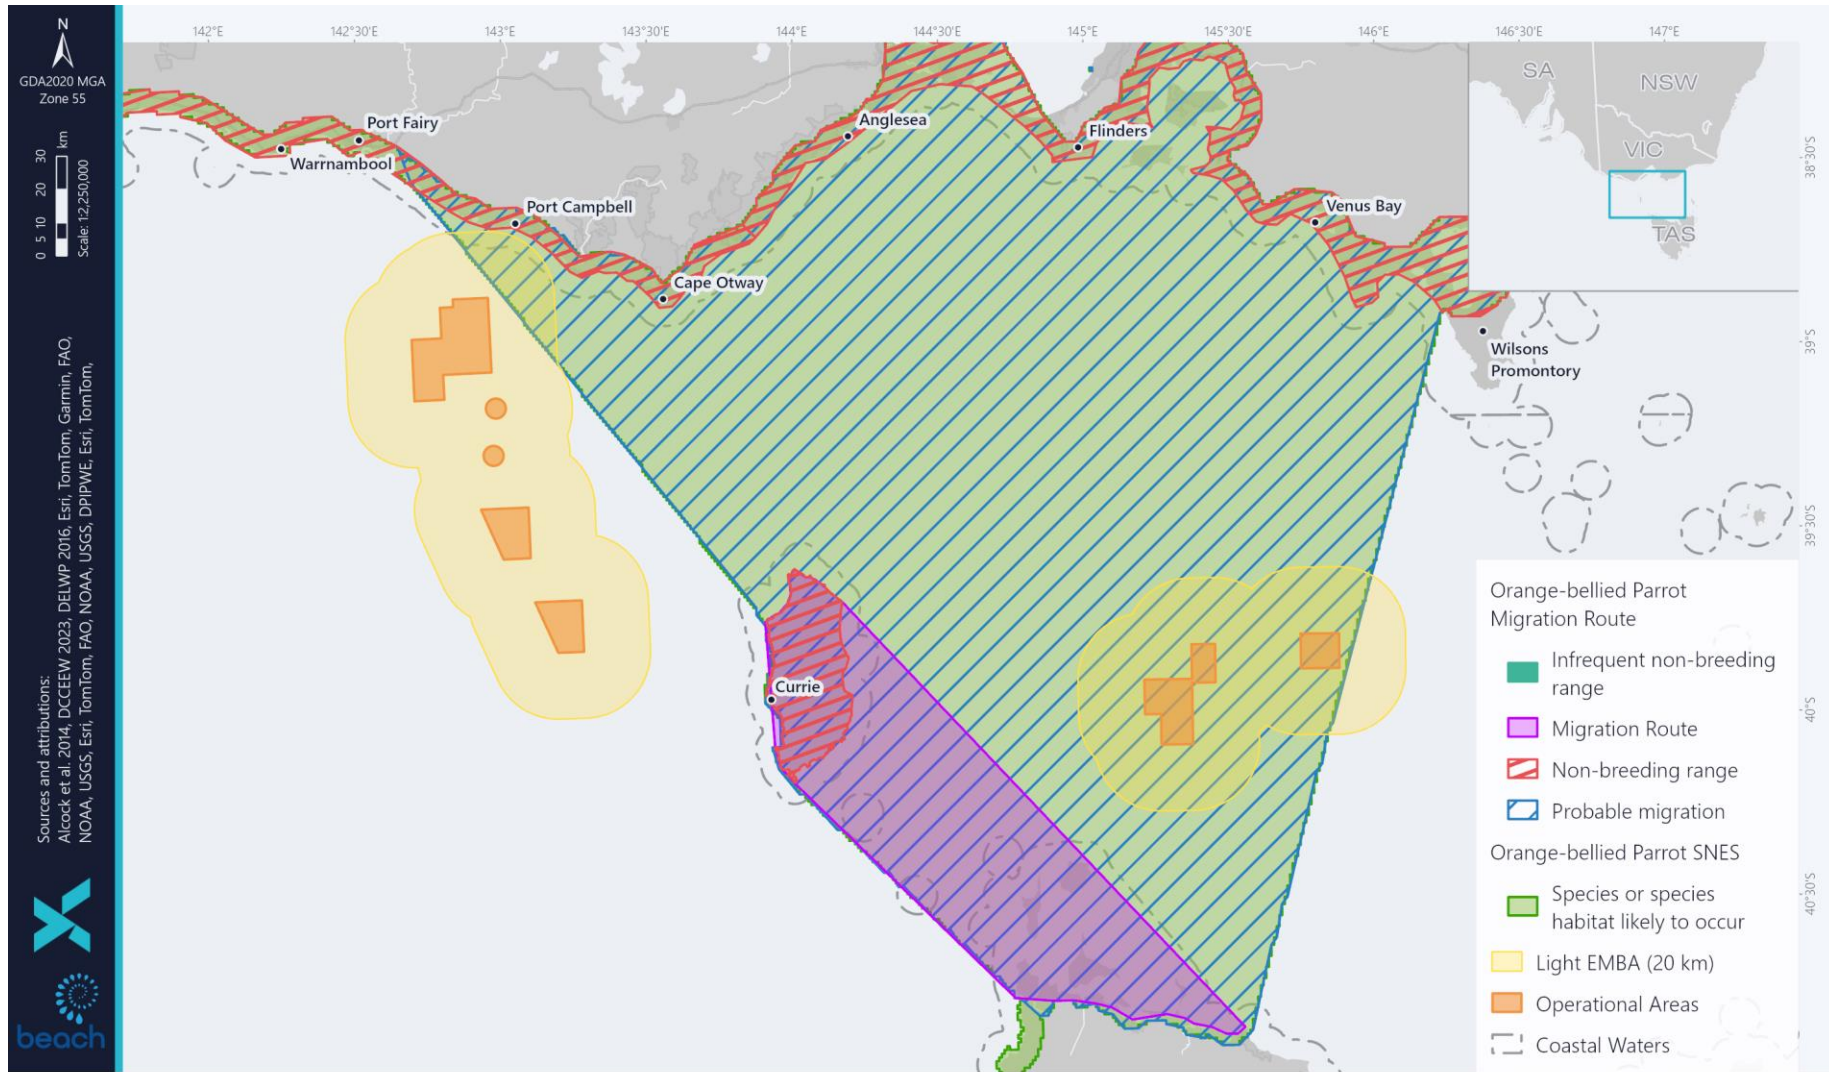 N
GDA2020 MGA
Zone 55
0 5 10 20 30 km
Scale: 1:2,250,000
Sources and attributions:
Alcock et al. 2014, DCCEEW 2023, DELWP 2016, Esri, TomTom, Garmin, FAO,
NOAA, USGS, Esri, TomTom, FAO, NOAA, USGS, DPIPWE, Esri, TomTom,
beach
142°E
142°30'E
143°E
143°30'E
144°E
144°30'E
145°E
145°30'E
146°E
146°30'E
147°E
38°30'S
39°S
39°30'S
40°S
40°30'S
Port Fairy
Warrnambool
Port Campbell
Cape Otway
Anglesea
Flinders
Venus Bay
Wilsons
Promontory
Currie
SA
NSW
VIC
TAS
Orange-bellied Parrot
Migration Route
Infrequent non-breeding
range
Migration Route
Non-breeding range
Probable migration
Orange-bellied Parrot SNES
Species or species
habitat likely to occur
Light EMBA (20 km)
Operational Areas
Coastal Waters